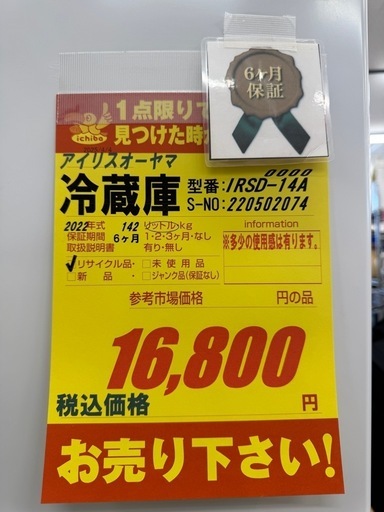 6ヶ月
保証
ichiba
1点限り
見つけた時
アイリスオーヤマ
冷蔵庫
型番:IRSD-14A
S-NO:220502074
2022年式 142 リットル・kg
保証期間 6ヶ月 1・2・3ヶ月・なし
取扱説明書 有り・無し
information
※多少の使用感は有ります。
✓リサイクル品・□未使用品
□新品・□ジャンク品(保証なし)
参考市場価格 円の品
16,800
税込価格 円
お売り下さい!